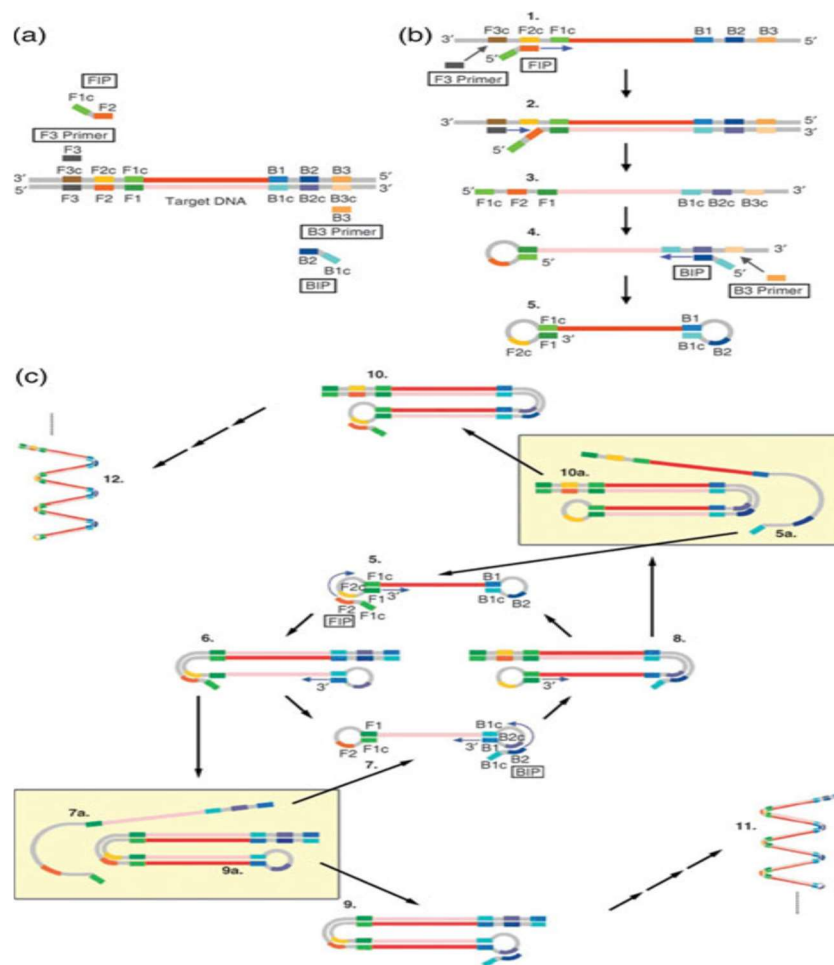 (a)
FIP
F1c
F2
F3 Primer
F3
F3c F2c F1c B1 B2 B3
3′ 5′
5′ 3′
F3 F2 F1 Target DNA B1c B2c B3c
B3
B3 Primer
B2
B1c
BIP
(b)
1.
F3c F2c F1c B1 B2 B3
3′ 5′
5′
FIP
F3 Primer
2.
3′ 5′
3′
5′
3.
5′ 3′
F1c F2 F1 B1c B2c B3c
4.
3′
5′
BIP 5′
B3 Primer
5.
F1c B1
F2c F1 3′ B1c B2
(c)
10.
12.
10a.
5a.
5.
F1c B1
F2c
F1 3′ B1c B2
F2 F1c
FIP
6.
3′
8.
3′
F1 B1c
B2c
F2 F1c 3′ B1
B1c B2
7. BIP
7a.
9a.
11.
9.